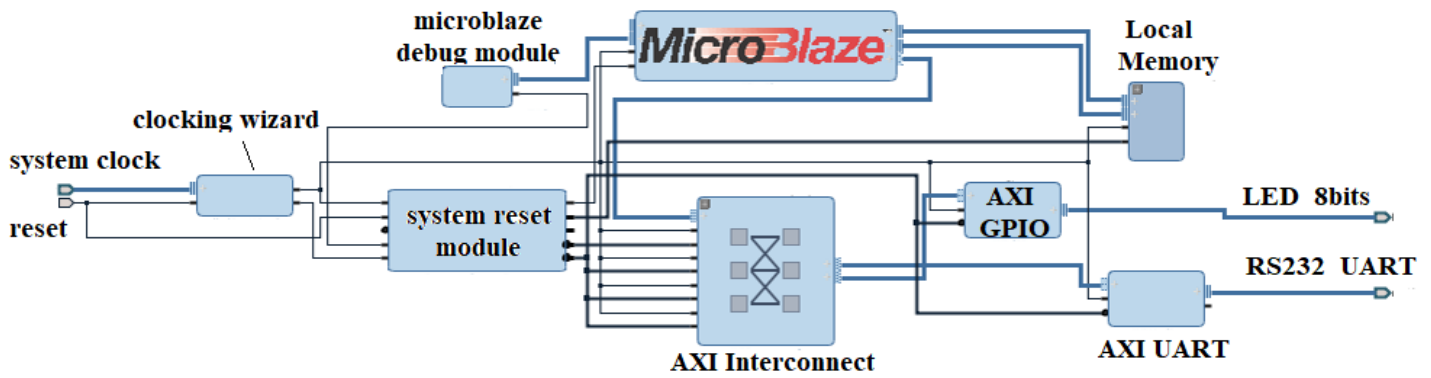 microblaze
debug module
MicroBlaze
Local
Memory
clocking wizard
system clock
reset
system reset
module
AXI
GPIO
LED 8bits
RS232 UART
AXI Interconnect
AXI UART